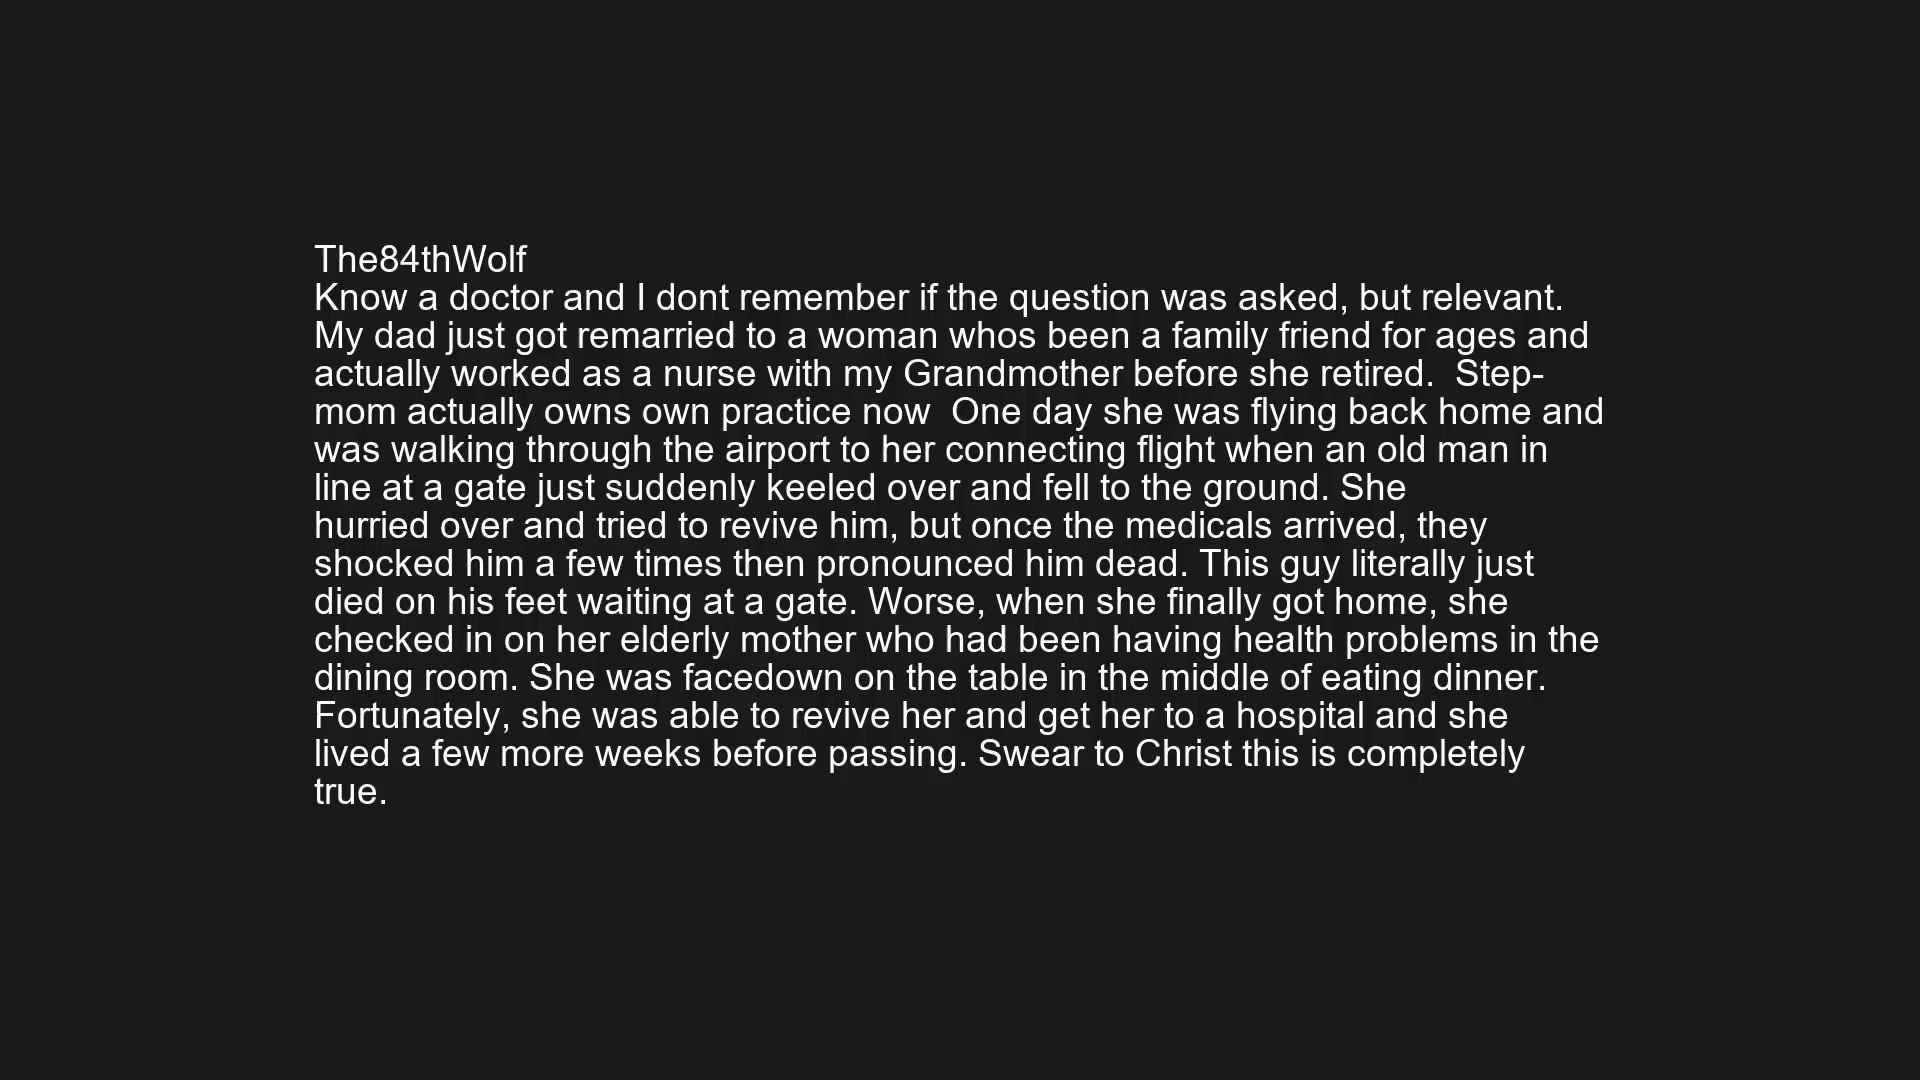 The84thWolf
Know a doctor and I dont remember if the question was asked, but relevant.
My dad just got remarried to a woman whos been a family friend for ages and
actually worked as a nurse with my Grandmother before she retired.  Step-
mom actually owns own practice now  One day she was flying back home and
was walking through the airport to her connecting flight when an old man in
line at a gate just suddenly keeled over and fell to the ground. She
hurried over and tried to revive him, but once the medicals arrived, they
shocked him a few times then pronounced him dead. This guy literally just
died on his feet waiting at a gate. Worse, when she finally got home, she
checked in on her elderly mother who had been having health problems in the
dining room. She was facedown on the table in the middle of eating dinner.
Fortunately, she was able to revive her and get her to a hospital and she
lived a few more weeks before passing. Swear to Christ this is completely
true.